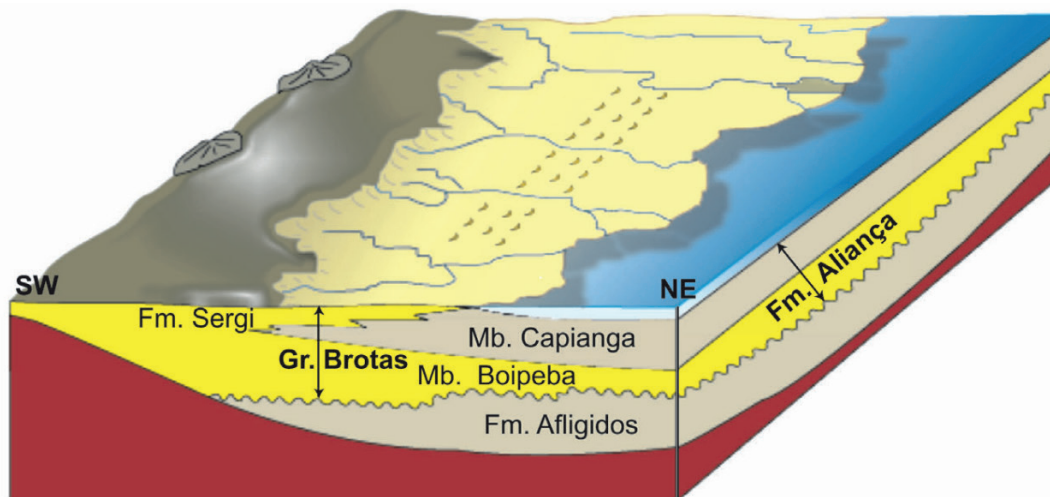 SW
NE
Fm. Sergi
Gr. Brotas
Mb. Capianga
Mb. Boipeba
Fm. Afligidos
Fm. Aliança